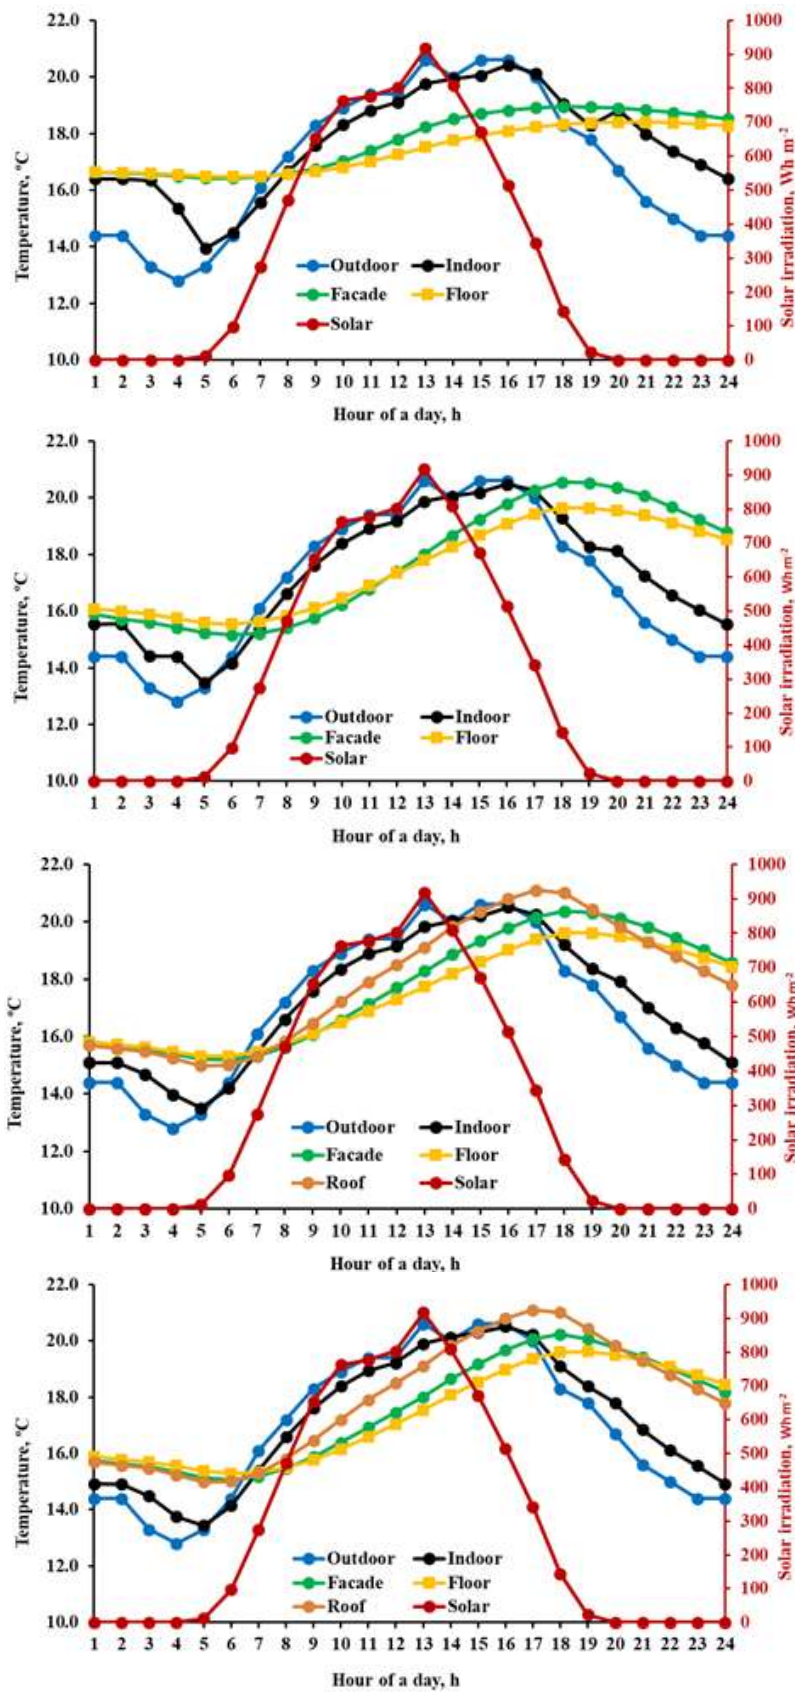 22.0 1000
900
20.0 800
18.0 700
600
16.0 500
14.0 400
300
12.0 200
100
10.0 0
Temperature, ºC
Solar irradiation, Wh m⁻²
Outdoor Indoor
Facade Floor
Solar
1 2 3 4 5 6 7 8 9 10 11 12 13 14 15 16 17 18 19 20 21 22 23 24
Hour of a day, h
22.0 1000
900
20.0 800
18.0 700
600
16.0 500
14.0 400
300
12.0 200
100
10.0 0
Temperature, ºC
Solar irradiation, Wh m⁻²
Outdoor Indoor
Facade Floor
Solar
1 2 3 4 5 6 7 8 9 10 11 12 13 14 15 16 17 18 19 20 21 22 23 24
Hour of a day, h
22.0 1000
900
20.0 800
18.0 700
600
16.0 500
14.0 400
300
12.0 200
100
10.0 0
Temperature, ºC
Solar irradiation, Wh m⁻²
Outdoor Indoor
Facade Floor
Roof Solar
1 2 3 4 5 6 7 8 9 10 11 12 13 14 15 16 17 18 19 20 21 22 23 24
Hour of a day, h
22.0 1000
900
20.0 800
18.0 700
600
16.0 500
14.0 400
300
12.0 200
100
10.0 0
Temperature, ºC
Solar irradiation, Wh m⁻²
Outdoor Indoor
Facade Floor
Roof Solar
1 2 3 4 5 6 7 8 9 10 11 12 13 14 15 16 17 18 19 20 21 22 23 24
Hour of a day, h